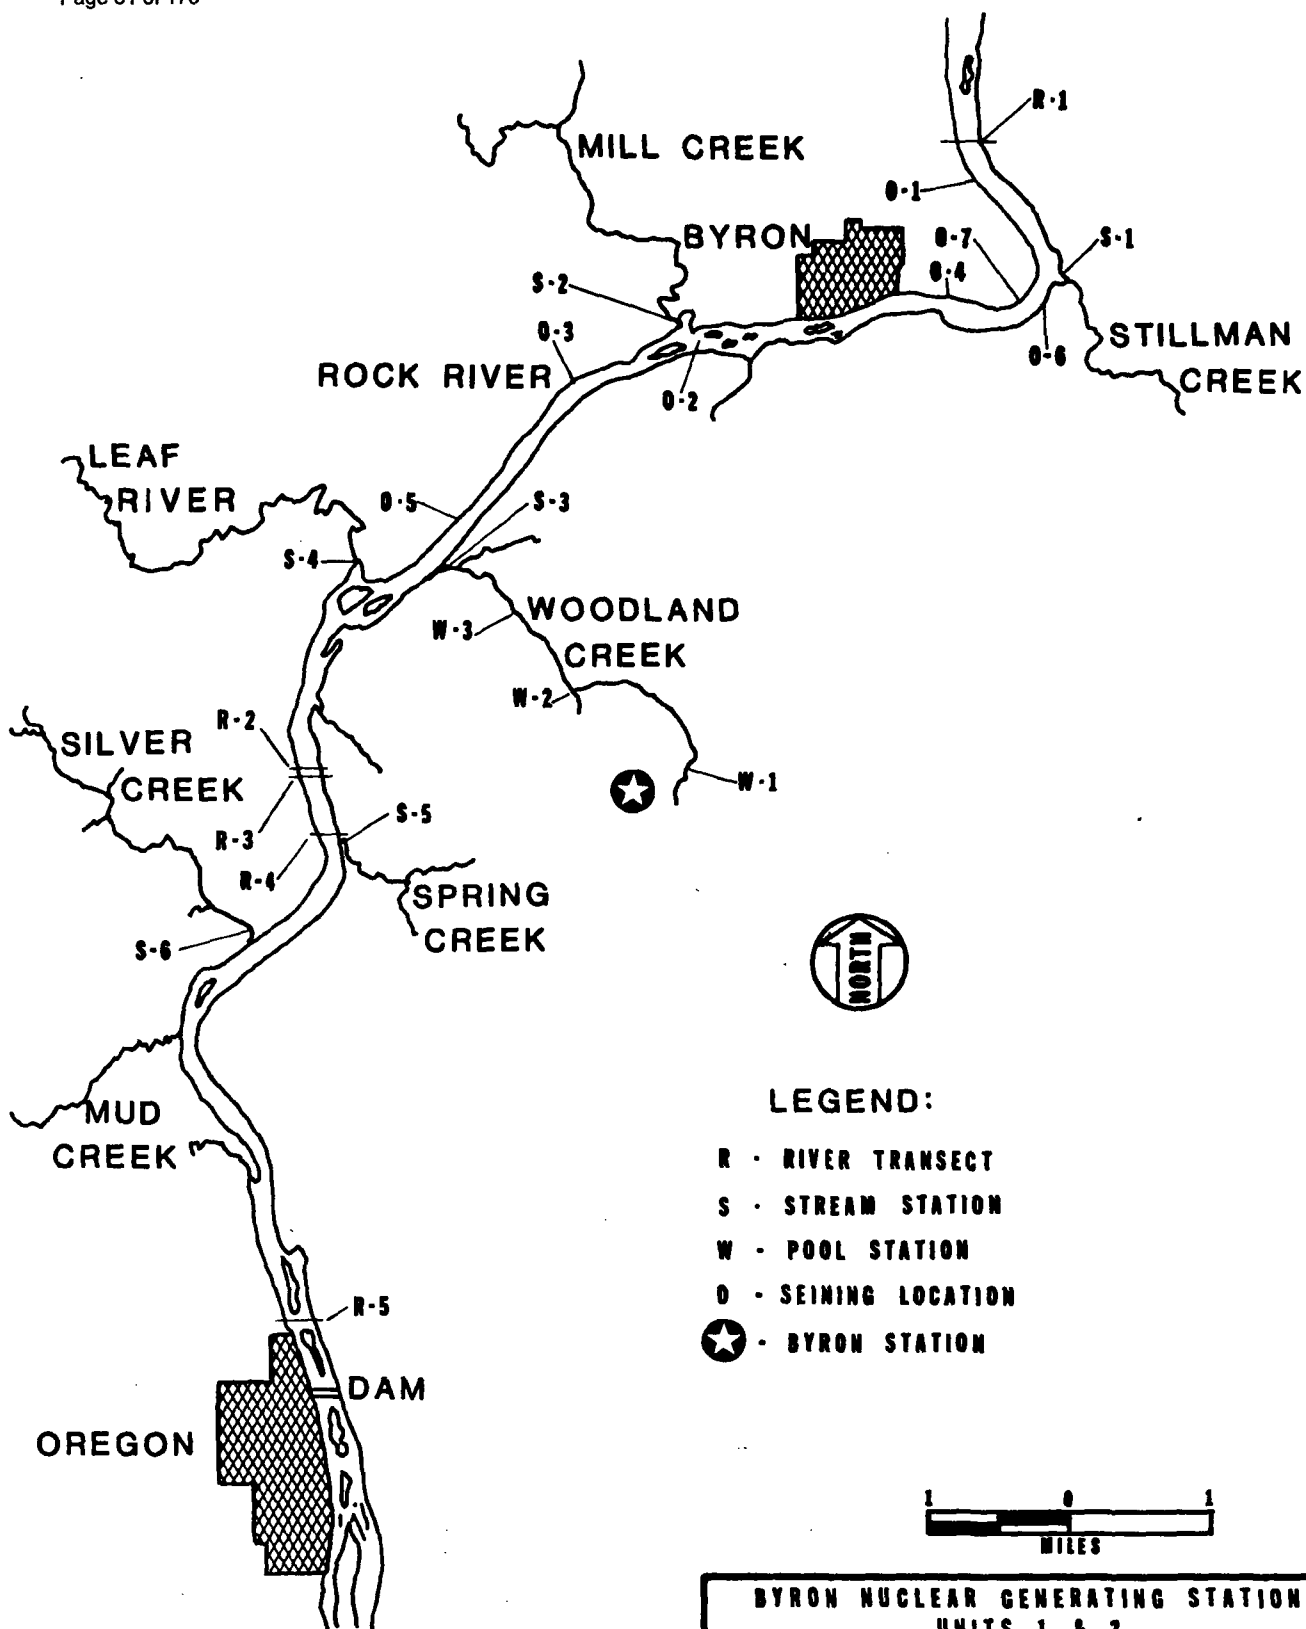 R-1
MILL CREEK
O-1
BYRON
O-7
S-1
O-4
S-2
O-3
STILLMAN
CREEK
O-6
ROCK RIVER
O-2
LEAF
RIVER
O-5
S-3
S-4
WOODLAND
CREEK
W-3
W-2
R-2
SILVER
CREEK
W-1
S-5
R-3
R-4
SPRING
CREEK
S-6
NORTH
MUD
CREEK
LEGEND:
R - RIVER TRANSECT
S - STREAM STATION
W - POOL STATION
O - SEINING LOCATION
- BYRON STATION
R-5
DAM
OREGON
1 0 1
MILES
BYRON NUCLEAR GENERATING STATION
UNITS 1 & 2